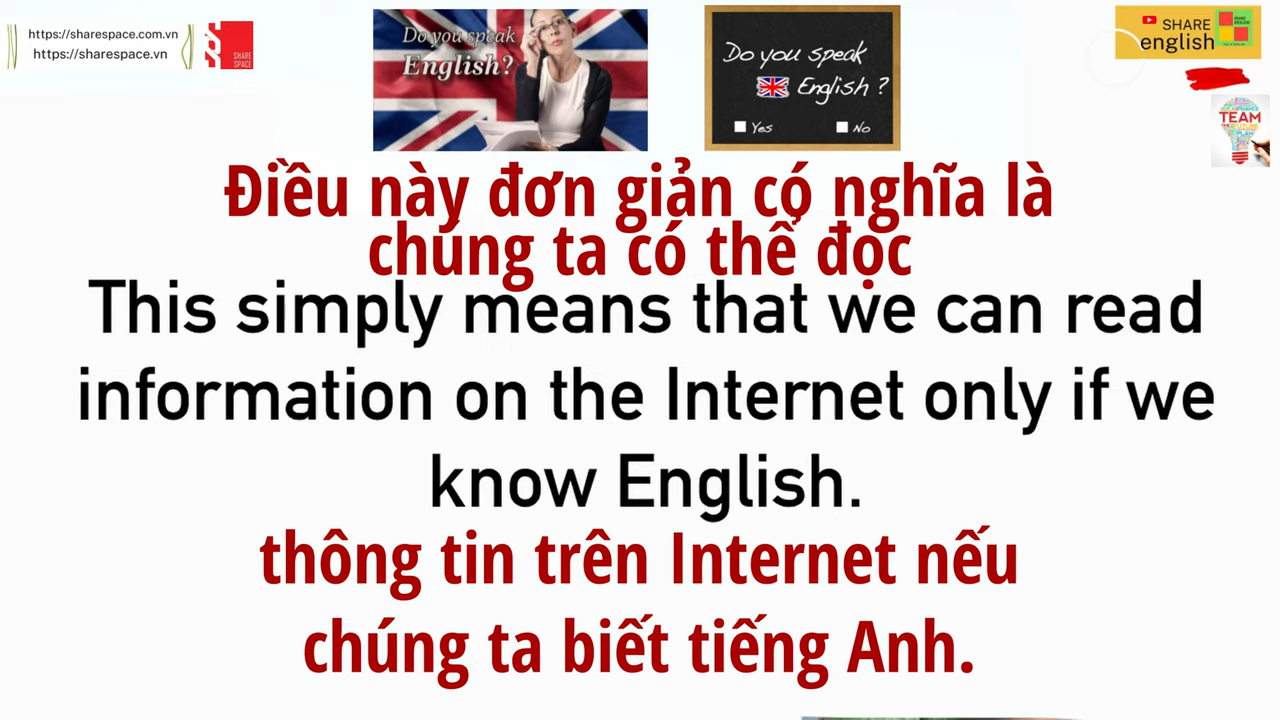 https://sharespace.com.vn
https://sharespace.vn
SHARE
SPACE
Do you speak
English?
Do you speak
English ?
Yes
No
SHARE
english
TEAM
PLAN
Điều này đơn giản có nghĩa là
chúng ta có thể đọc
This simply means that we can read
information on the Internet only if we
know English.
thông tin trên Internet nếu
chúng ta biết tiếng Anh.